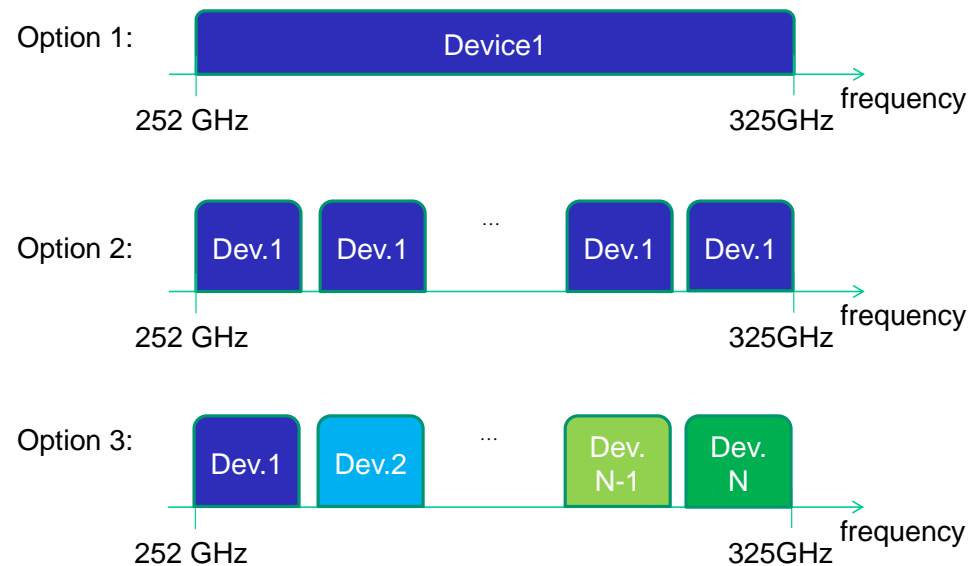 Option 1:
Device1
frequency
252 GHz
325GHz
Option 2:
Dev.1
Dev.1
...
Dev.1
Dev.1
frequency
252 GHz
325GHz
Option 3:
Dev.1
Dev.2
...
Dev.
N-1
Dev.
N
frequency
252 GHz
325GHz